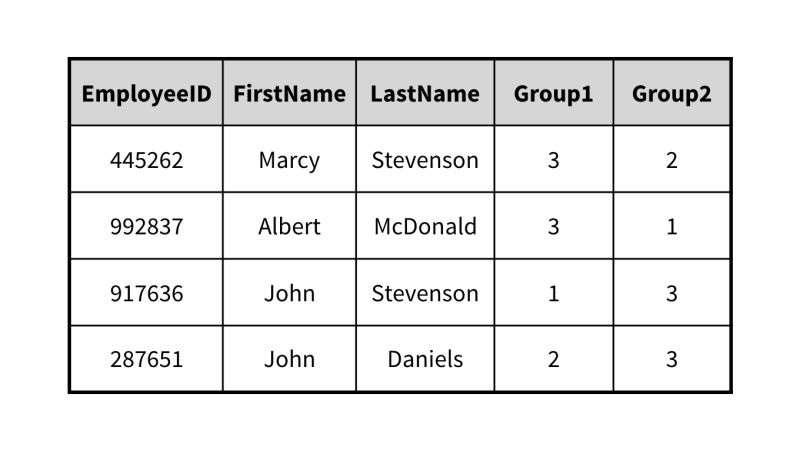 EmployeeID FirstName LastName Group1 Group2
445262 Marcy Stevenson 3 2
992837 Albert McDonald 3 1
917636 John Stevenson 1 3
287651 John Daniels 2 3